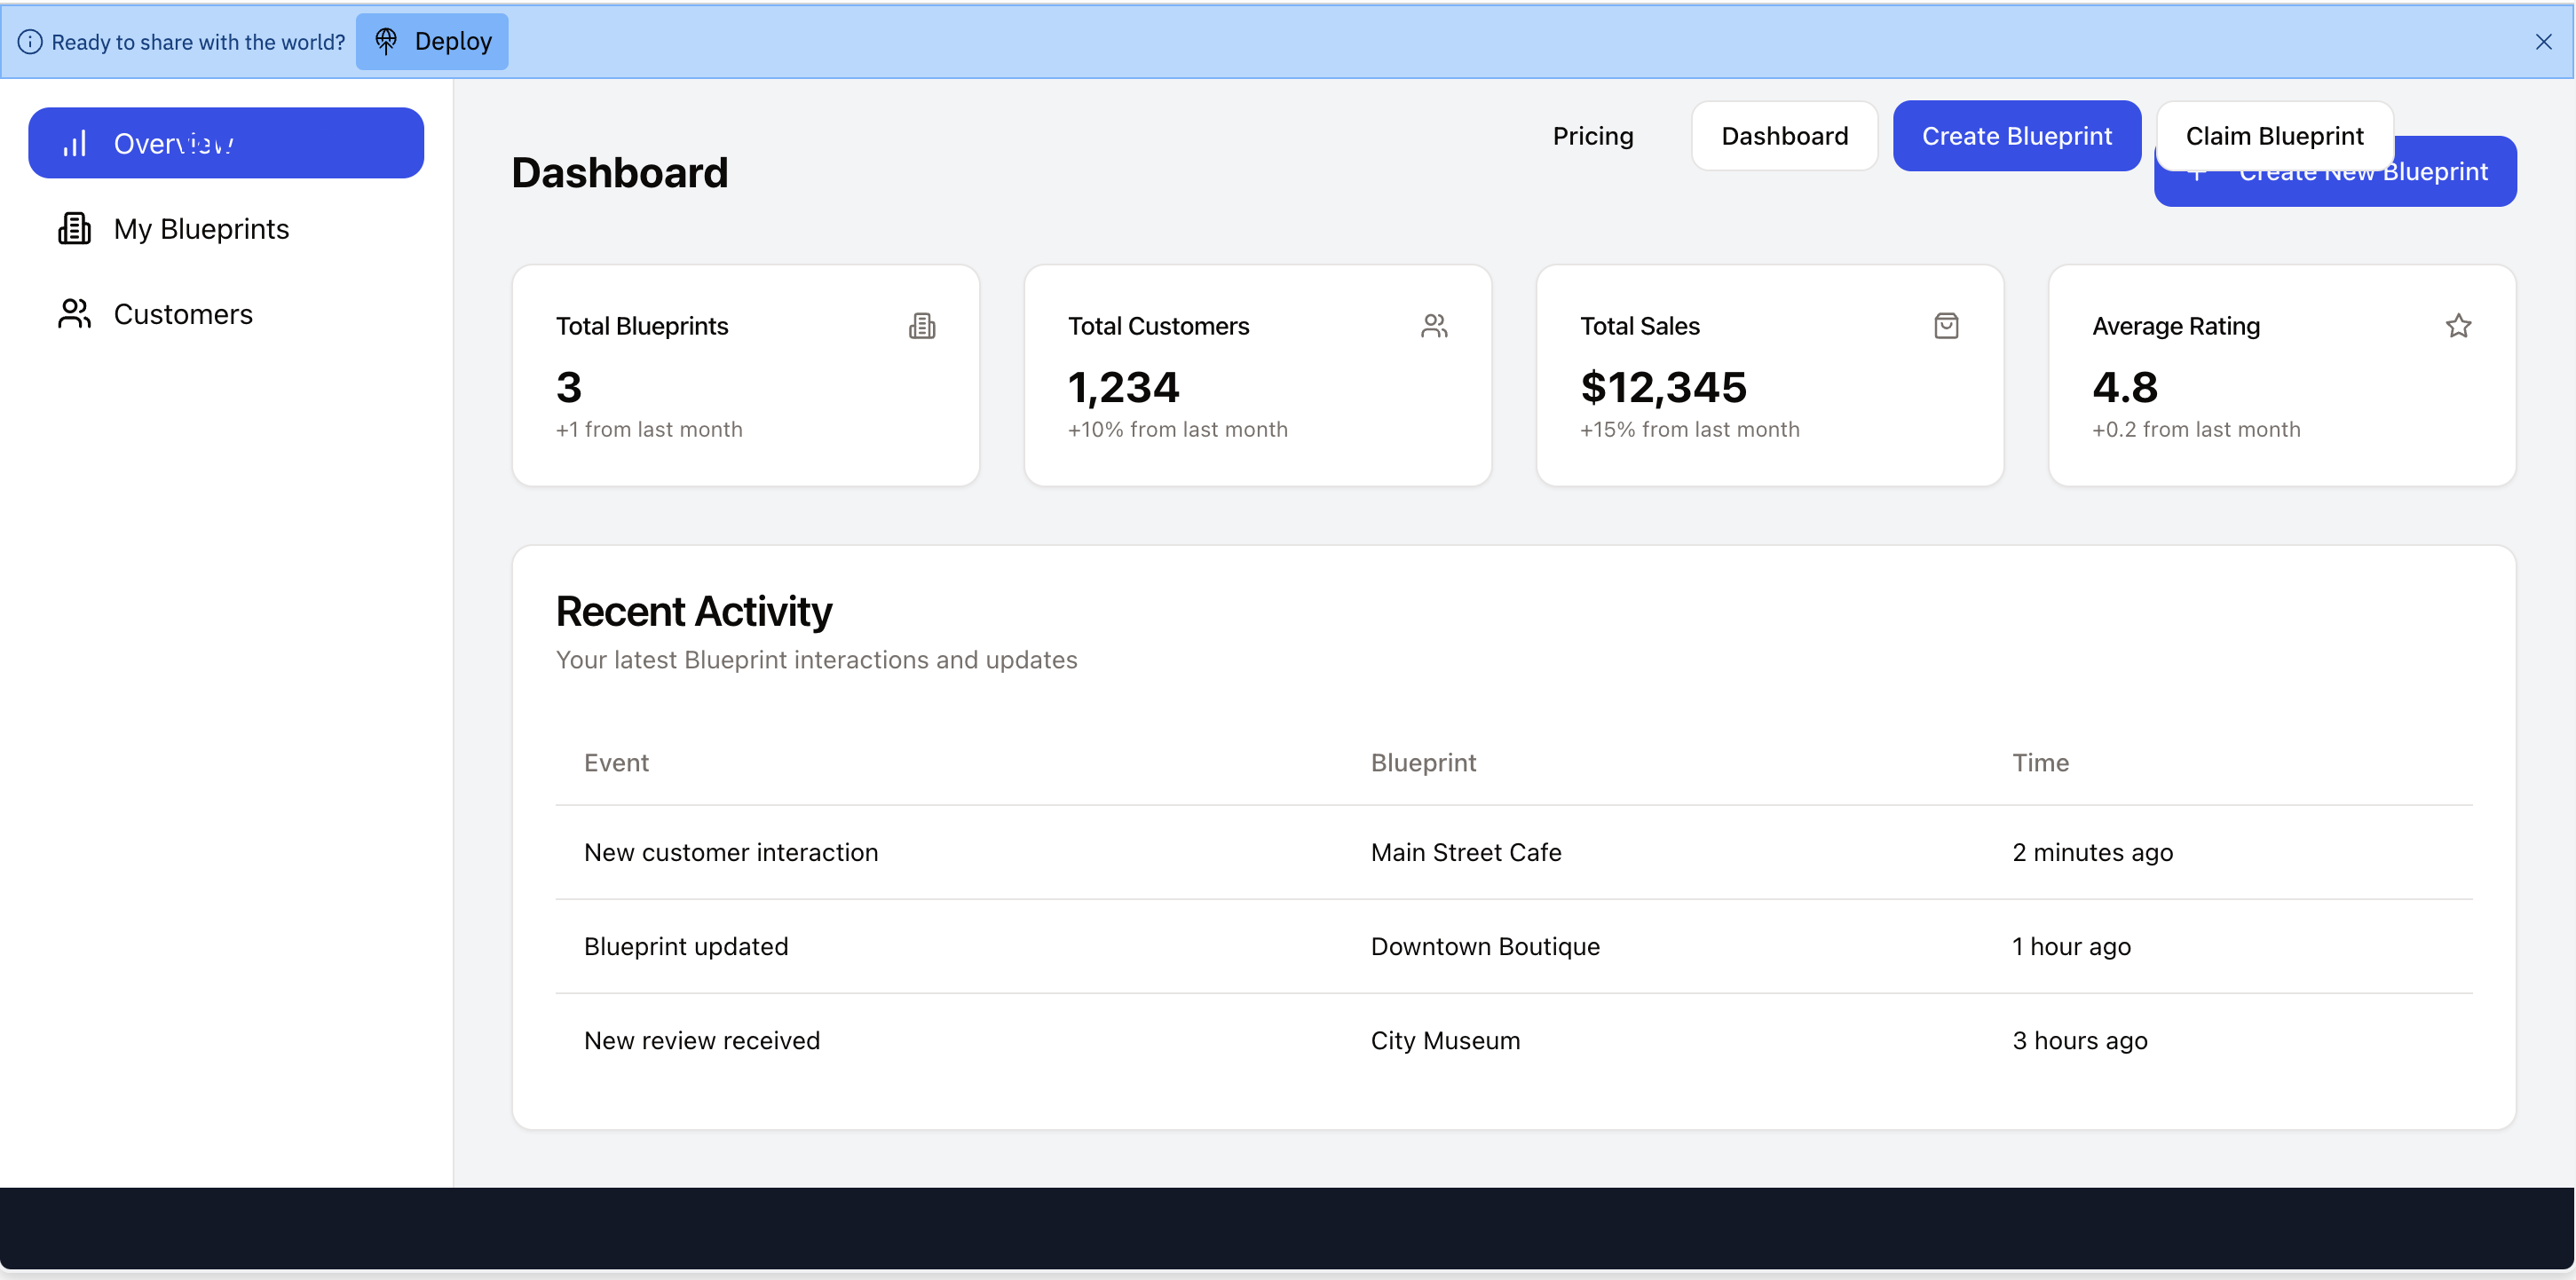 Ready to share with the world? Deploy
Overview
My Blueprints
Customers
Pricing Dashboard Create Blueprint Claim Blueprint
Dashboard
+ Create New Blueprint
Total Blueprints
3
+1 from last month
Total Customers
1,234
+10% from last month
Total Sales
$12,345
+15% from last month
Average Rating
4.8
+0.2 from last month
Recent Activity
Your latest Blueprint interactions and updates
Event Blueprint Time
New customer interaction Main Street Cafe 2 minutes ago
Blueprint updated Downtown Boutique 1 hour ago
New review received City Museum 3 hours ago